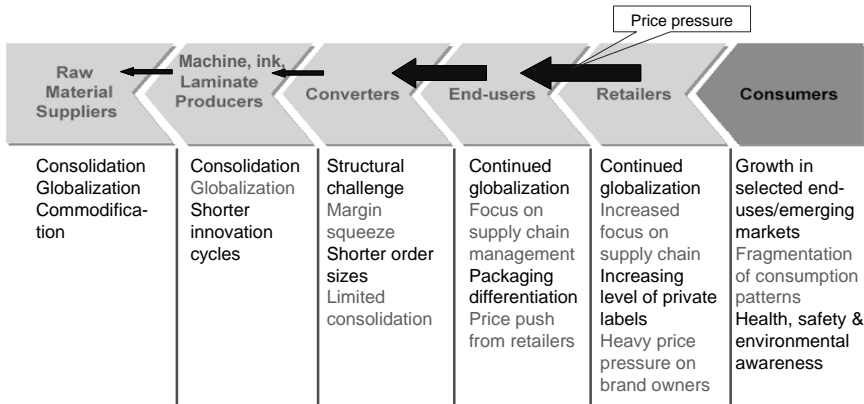 Price pressure
Raw
Material
Suppliers
Machine, ink,
Laminate
Producers
Converters
End-users
Retailers
Consumers
Consolidation
Globalization
Commodifica-
tion
Consolidation
Globalization
Shorter
innovation
cycles
Structural
challenge
Margin
squeeze
Shorter order
sizes
Limited
consolidation
Continued
globalization
Focus on
supply chain
management
Packaging
differentiation
Price push
from retailers
Continued
globalization
Increased
focus on
supply chain
Increasing
level of private
labels
Heavy price
pressure on
brand owners
Growth in
selected end-
uses/emerging
markets
Fragmentation
of consumption
patterns
Health, safety &
environmental
awareness